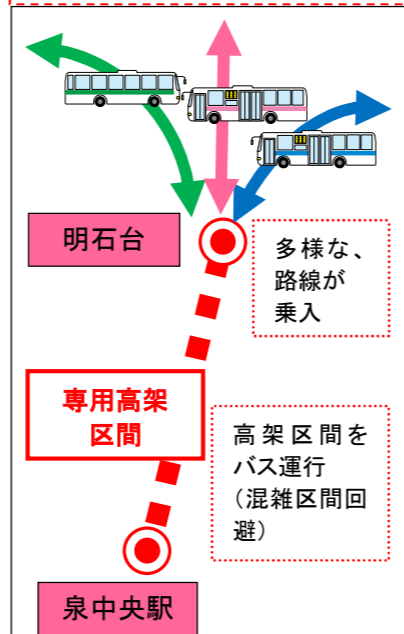 明石台
多様な、
路線が
乗入
専用高架
区間
高架区間を
バス運行
(混雑区間回
避)
泉中央駅